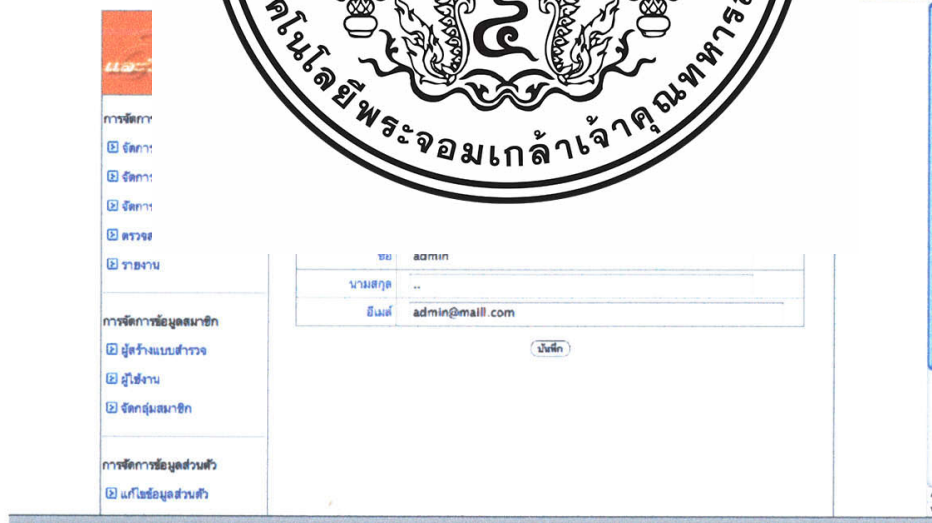 คโนโลยีพระจอมเกล้าเจ้าคุณทหาร
และ
การจัดการ
จัดการ
จัดการ
จัดการ
ตรวจส
รายงาน
ชื่อ admin
นามสกุล ..
อีเมล์ admin@maill.com
บันทึก
การจัดการข้อมูลสมาชิก
ผู้สร้างแบบสำรวจ
ผู้ใช้งาน
จัดกลุ่มสมาชิก
การจัดการข้อมูลส่วนตัว
แก้ไขข้อมูลส่วนตัว